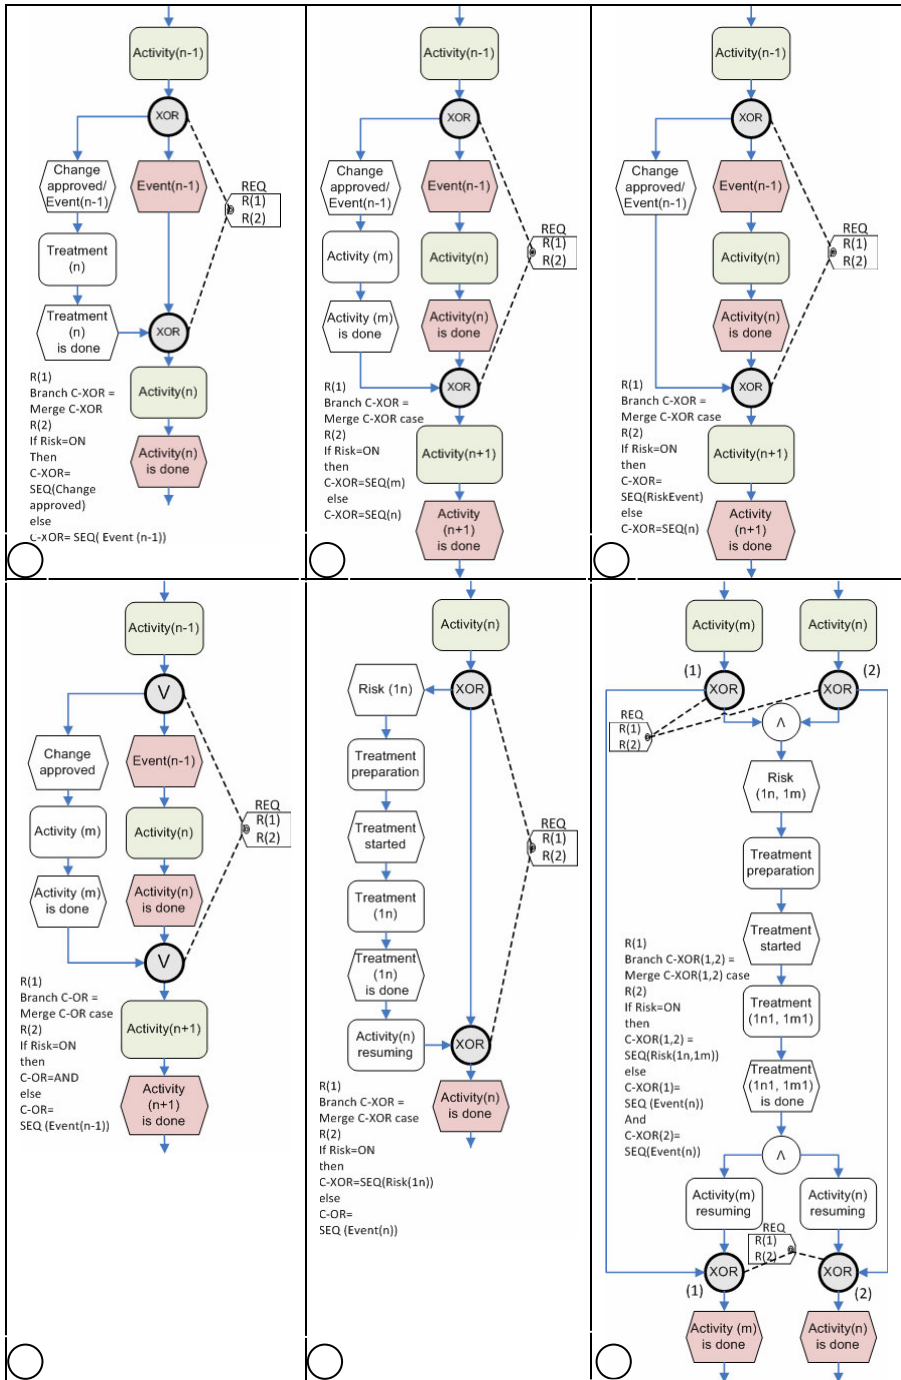 Activity(n-1)
XOR
Change
approved/
Event(n-1)
Event(n-1)
REQ
R(1)
R(2)
Treatment
(n)
Treatment
(n)
is done
XOR
R(1)
Branch C-XOR =
Merge C-XOR
R(2)
If Risk=ON
Then
C-XOR=
SEQ(Change
approved)
else
C-XOR= SEQ( Event (n-1))
Activity(n)
Activity(n)
is done
Activity(n-1)
XOR
Change
approved/
Event(n-1)
Event(n-1)
REQ
R(1)
R(2)
Activity (m)
Activity(n)
Activity (m)
is done
Activity(n)
is done
XOR
R(1)
Branch C-XOR =
Merge C-XOR case
R(2)
If Risk=ON
then
C-XOR=SEQ(m)
else
C-XOR=SEQ(n)
Activity(n+1)
Activity
(n+1)
is done
Activity(n-1)
XOR
Change
approved/
Event(n-1)
Event(n-1)
REQ
R(1)
R(2)
Activity(n)
Activity(n)
is done
XOR
R(1)
Branch C-XOR =
Merge C-XOR case
R(2)
If Risk=ON
then
C-XOR=
SEQ(RiskEvent)
else
C-XOR=SEQ(n)
Activity(n+1)
Activity
(n+1)
is done
Activity(n-1)
V
Change
approved
Event(n-1)
REQ
R(1)
R(2)
Activity (m)
Activity(n)
Activity (m)
is done
Activity(n)
is done
V
R(1)
Branch C-OR =
Merge C-OR case
R(2)
If Risk=ON
then
C-OR=AND
else
C-OR=
SEQ (Event(n-1))
Activity(n+1)
Activity
(n+1)
is done
Activity(n)
Risk (1n)
XOR
Treatment
preparation
Treatment
started
REQ
R(1)
R(2)
Treatment
(1n)
Treatment
(1n)
is done
Activity(n)
resuming
XOR
R(1)
Branch C-XOR =
Merge C-XOR case
R(2)
If Risk=ON
then
C-XOR=SEQ(Risk(1n))
else
C-OR=
SEQ (Event(n))
Activity(n)
is done
Activity(m)
Activity(n)
(1)
XOR
XOR
(2)
REQ
R(1)
R(2)
Λ
Risk
(1n, 1m)
Treatment
preparation
Treatment
started
R(1)
Branch C-XOR(1,2) =
Merge C-XOR(1,2) case
R(2)
If Risk=ON
then
C-XOR(1,2) =
SEQ(Risk(1n,1m))
else
C-XOR(1)=
SEQ (Event(n))
And
C-XOR(2)=
SEQ(Event(n))
Treatment
(1n1, 1m1)
Treatment
(1n1, 1m1)
is done
Λ
Activity(m)
resuming
Activity(n)
resuming
REQ
R(1)
R(2)
XOR
(1)
XOR
(2)
Activity (m)
is done
Activity(n)
is done